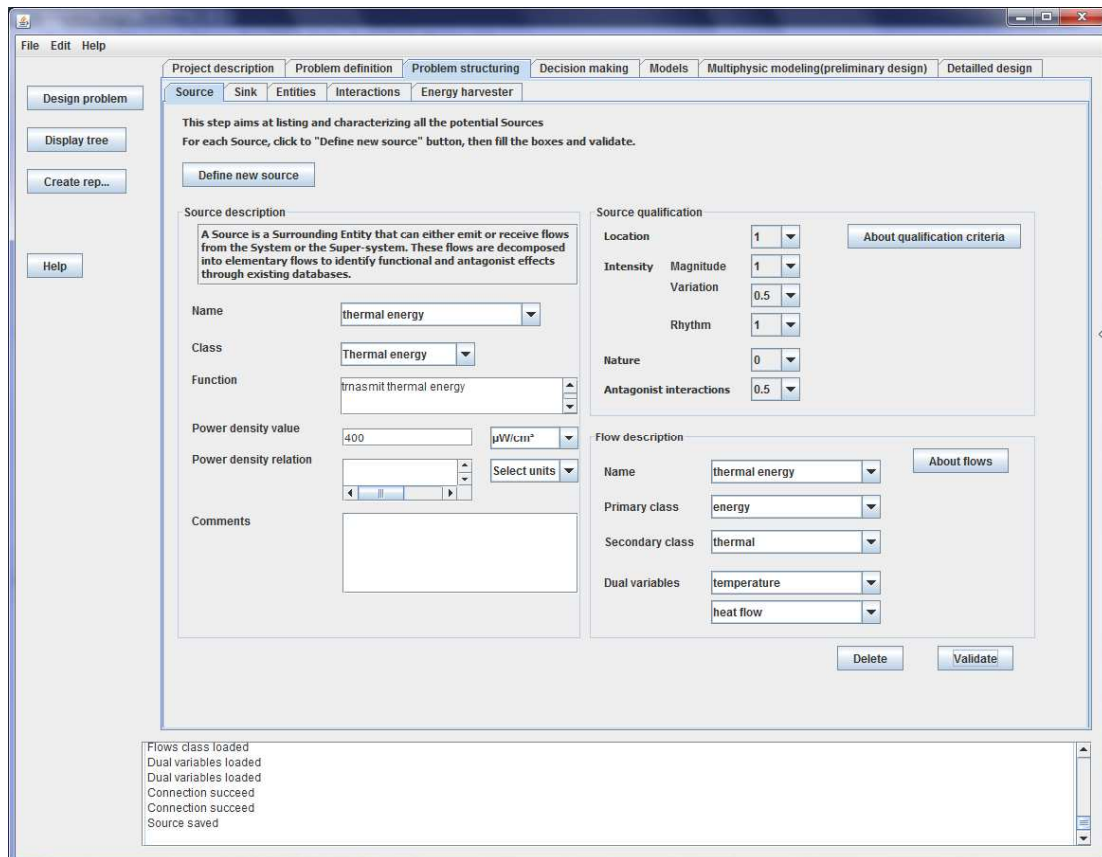 File Edit Help
Project description Problem definition Problem structuring Decision making Models Multiphysic modeling(preliminary design) Detailled design
Design problem
Display tree
Create rep...
Help
Source Sink Entities Interactions Energy harvester
This step aims at listing and characterizing all the potential Sources
For each Source, click to "Define new source" button, then fill the boxes and validate.
Define new source
Source description
A Source is a Surrounding Entity that can either emit or receive flows
from the System or the Super-system. These flows are decomposed
into elementary flows to identify functional and antagonist effects
through existing databases.
Name thermal energy
Class Thermal energy
Function trnasmit thermal energy
Power density value 400 µW/cm²
Power density relation Select units
Comments
Source qualification
Location 1 About qualification criteria
Intensity Magnitude 1
Variation 0.5
Rhythm 1
Nature 0
Antagonist interactions 0.5
Flow description
About flows
Name thermal energy
Primary class energy
Secondary class thermal
Dual variables temperature
heat flow
Delete Validate
Flows class loaded
Dual variables loaded
Dual variables loaded
Connection succeed
Connection succeed
Source saved